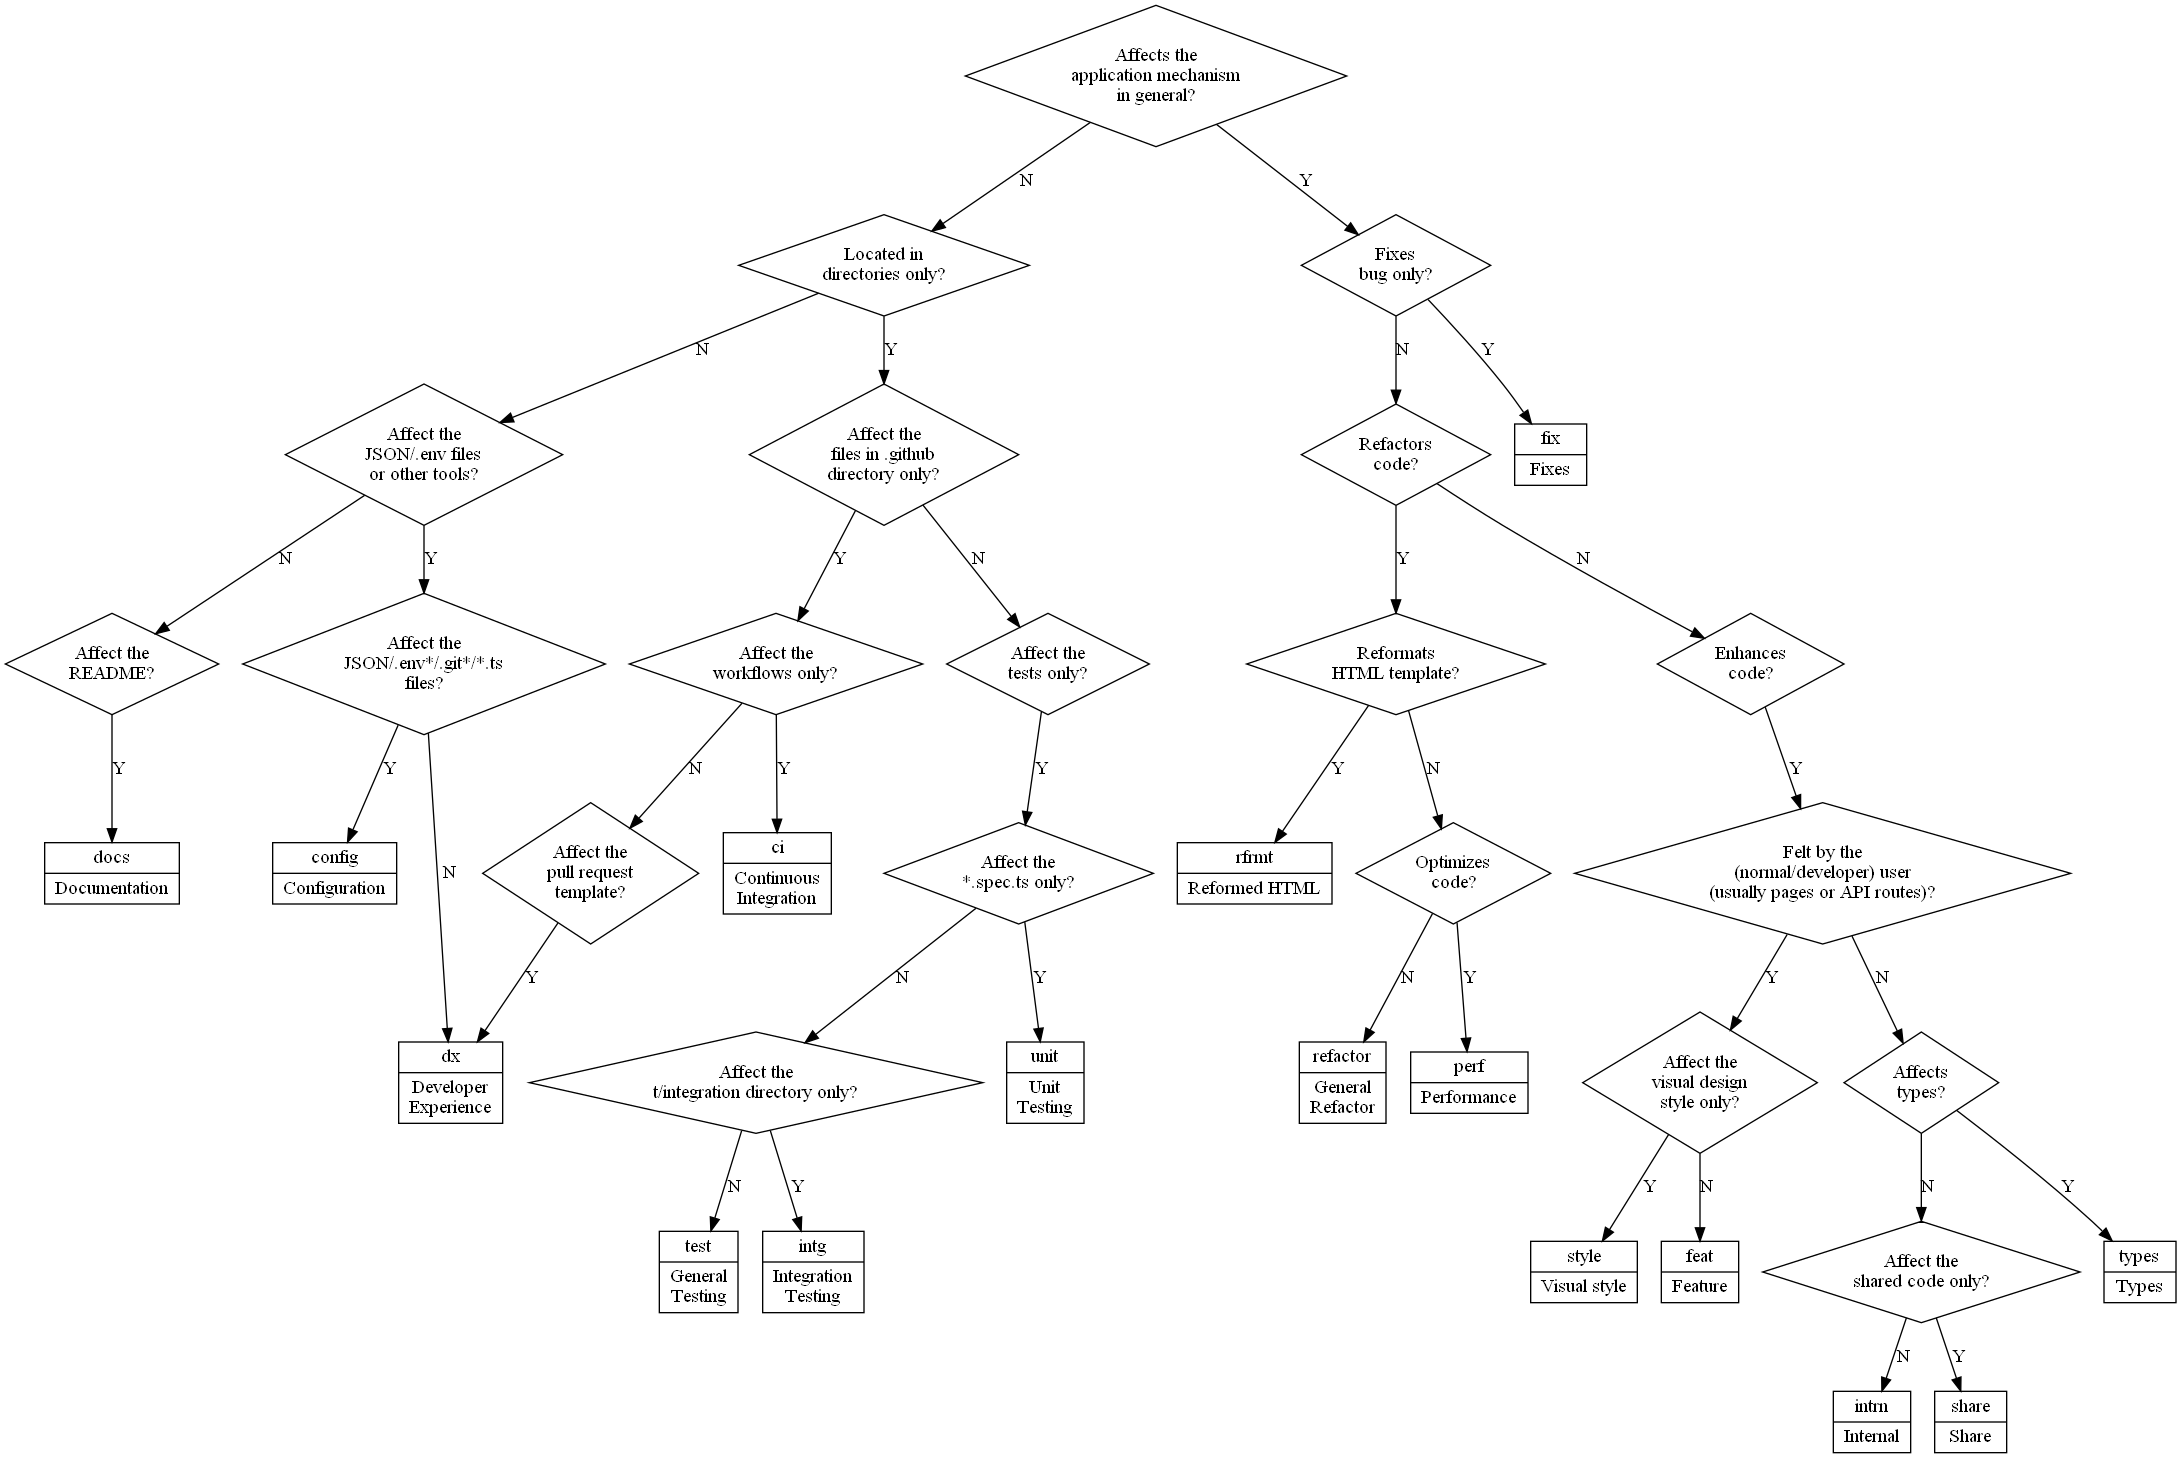 Affects the
application mechanism
in general?
N
Y
Located in
directories only?
Fixes
bug only?
N
Y
N
Y
Affect the
JSON/.env files
or other tools?
Affect the
files in .github
directory only?
Refactors
code?
fix
Fixes
N
Y
Y
N
Y
N
Affect the
README?
Affect the
JSON/.env*/.git*/*.ts
files?
Affect the
workflows only?
Affect the
tests only?
Reformats
HTML template?
Enhances
code?
Y
Y
N
N
Y
Y
Y
N
Y
docs
Documentation
config
Configuration
Affect the
pull request
template?
ci
Continuous
Integration
Affect the
*.spec.ts only?
rfrmt
Reformed HTML
Optimizes
code?
Felt by the
(normal/developer) user
(usually pages or API routes)?
Y
N
Y
N
Y
Y
N
dx
Developer
Experience
Affect the
t/integration directory only?
unit
Unit
Testing
refactor
General
Refactor
perf
Performance
Affect the
visual design
style only?
Affects
types?
N
Y
Y
N
N
Y
test
General
Testing
intg
Integration
Testing
style
Visual style
feat
Feature
Affect the
shared code only?
types
Types
N
Y
intrn
Internal
share
Share